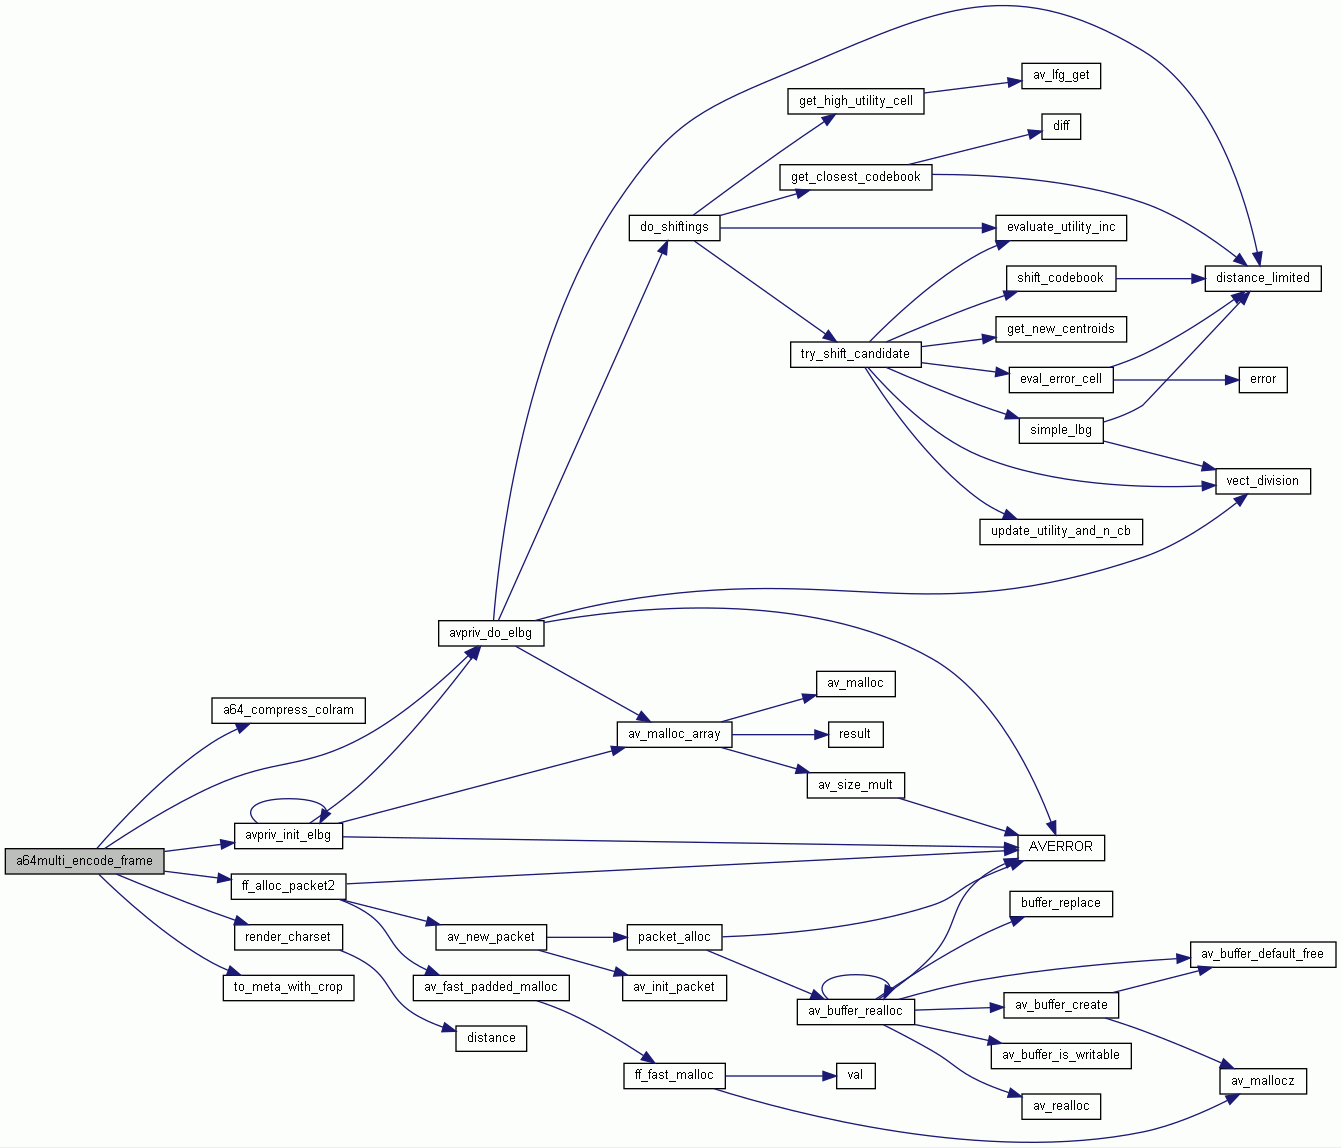 av_lfg_get
get_high_utility_cell
diff
get_closest_codebook
do_shiftings
evaluate_utility_inc
shift_codebook
distance_limited
get_new_centroids
try_shift_candidate
eval_error_cell
error
simple_lbg
vect_division
update_utility_and_n_cb
avpriv_do_elbg
av_malloc
a64_compress_colram
av_malloc_array
result
av_size_mult
avpriv_init_elbg
AVERROR
a64multi_encode_frame
ff_alloc_packet2
buffer_replace
render_charset
av_new_packet
packet_alloc
av_buffer_default_free
to_meta_with_crop
av_fast_padded_malloc
av_init_packet
av_buffer_realloc
av_buffer_create
distance
av_buffer_is_writable
ff_fast_malloc
val
av_mallocz
av_realloc